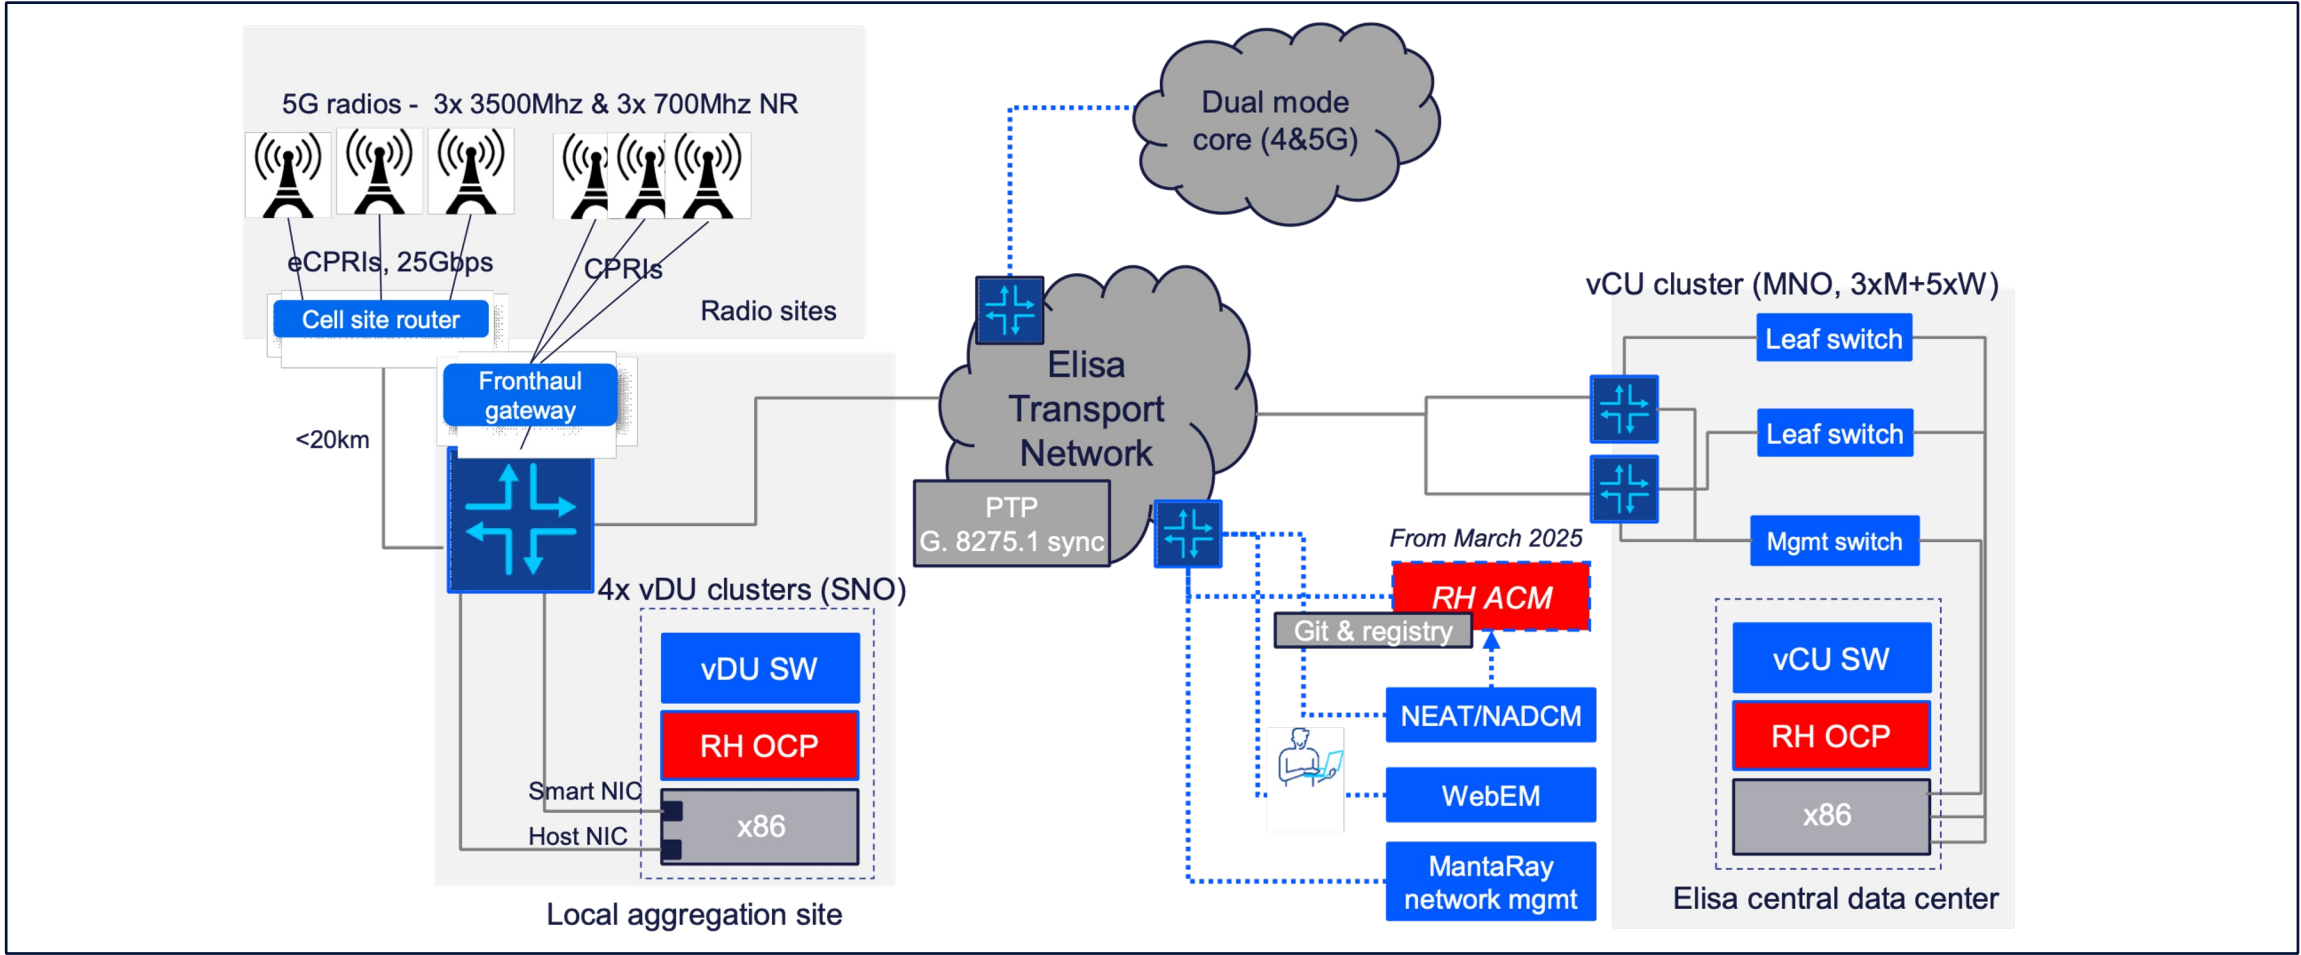 5G radios - 3x 3500Mhz & 3x 700Mhz NR
eCPRIs, 25Gbps
CPRIs
Radio sites
Cell site router
Fronthaul
gateway
<20km
4x vDU clusters (SNO)
vDU SW
RH OCP
Smart NIC
Host NIC
x86
Local aggregation site
Dual mode
core (4&5G)
Elisa
Transport
Network
PTP
G. 8275.1 sync
From March 2025
RH ACM
Git & registry
NEAT/NADCM
WebEM
MantaRay
network mgmt
vCU cluster (MNO, 3xM+5xW)
Leaf switch
Leaf switch
Mgmt switch
vCU SW
RH OCP
x86
Elisa central data center